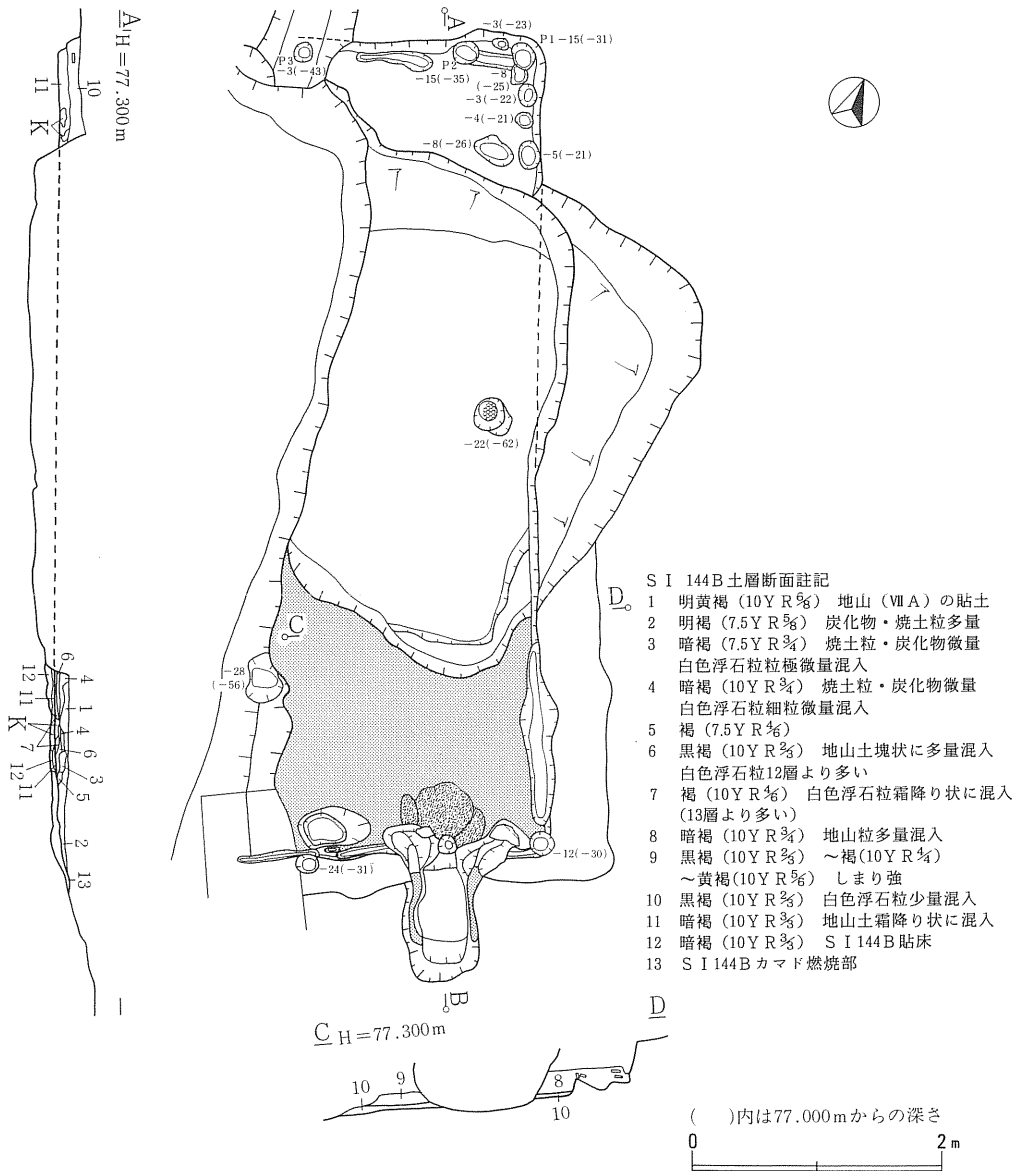 A H=77.300m
11
10
K
A
-3(-23)
P1 -15(-31)
P3
-3(-43)
P2
-15(-35)
-8
(-25)
-3(-22)
-4(-21)
-8(-26)
-5(-21)
-22(-62)
C
D
-28
(-56)
-12(-30)
-24(-31)
B
6
12
4
11
1
K
4
7
6
12
3
11
5
2
13
SI 144B土層断面註記
1 明黄褐 (10YR6/8) 地山 (ⅦA) の貼土
2 明褐 (7.5YR5/8) 炭化物・焼土粒多量
3 暗褐 (7.5YR3/4) 焼土粒・炭化物微量
白色浮石粒粒極微量混入
4 暗褐 (10YR3/4) 焼土粒・炭化物微量
白色浮石粒細粒微量混入
5 褐 (7.5YR4/6)
6 黒褐 (10YR2/3) 地山土塊状に多量混入
白色浮石粒12層より多い
7 褐 (10YR4/6) 白色浮石粒霜降り状に混入
(13層より多い)
8 暗褐 (10YR3/4) 地山粒多量混入
9 黒褐 (10YR2/3) ～褐(10YR4/4)
～黄褐(10YR5/6) しまり強
10 黒褐 (10YR2/3) 白色浮石粒少量混入
11 暗褐 (10YR3/3) 地山土霜降り状に混入
12 暗褐 (10YR3/3) SI144B貼床
13 SI144Bカマド燃焼部
C H=77.300m
D
10
9
8
10
( )内は77.000mからの深さ
0
2m